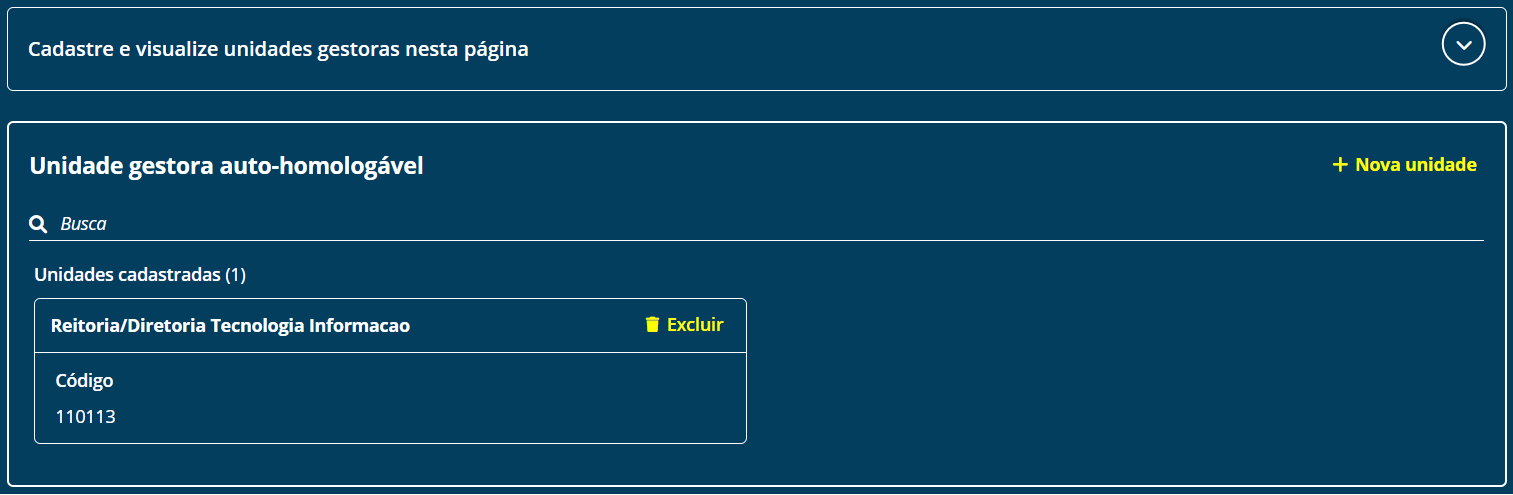 Cadastre e visualize unidades gestoras nesta página
Unidade gestora auto-homologável
+ Nova unidade
Busca
Unidades cadastradas (1)
Reitoria/Diretoria Tecnologia Informacao
Excluir
Código
110113